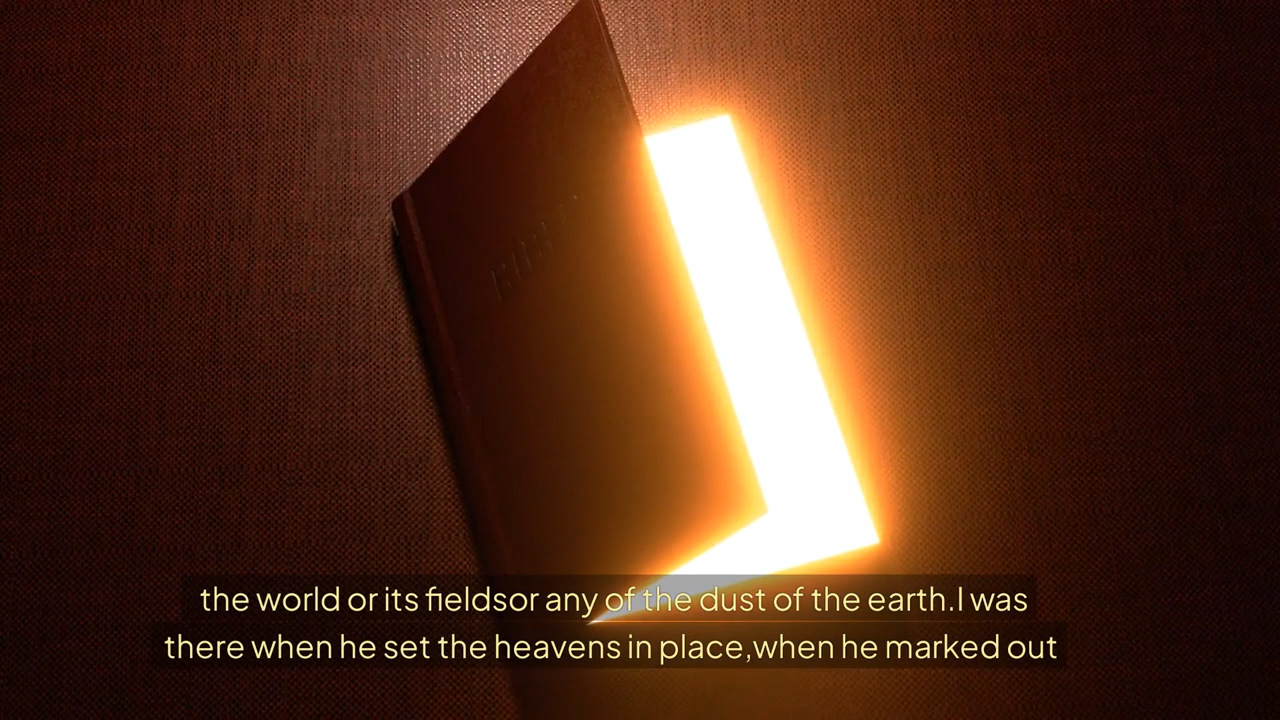 the world or its fieldsor any of the dust of the earth.I was
there when he set the heavens in place,when he marked out